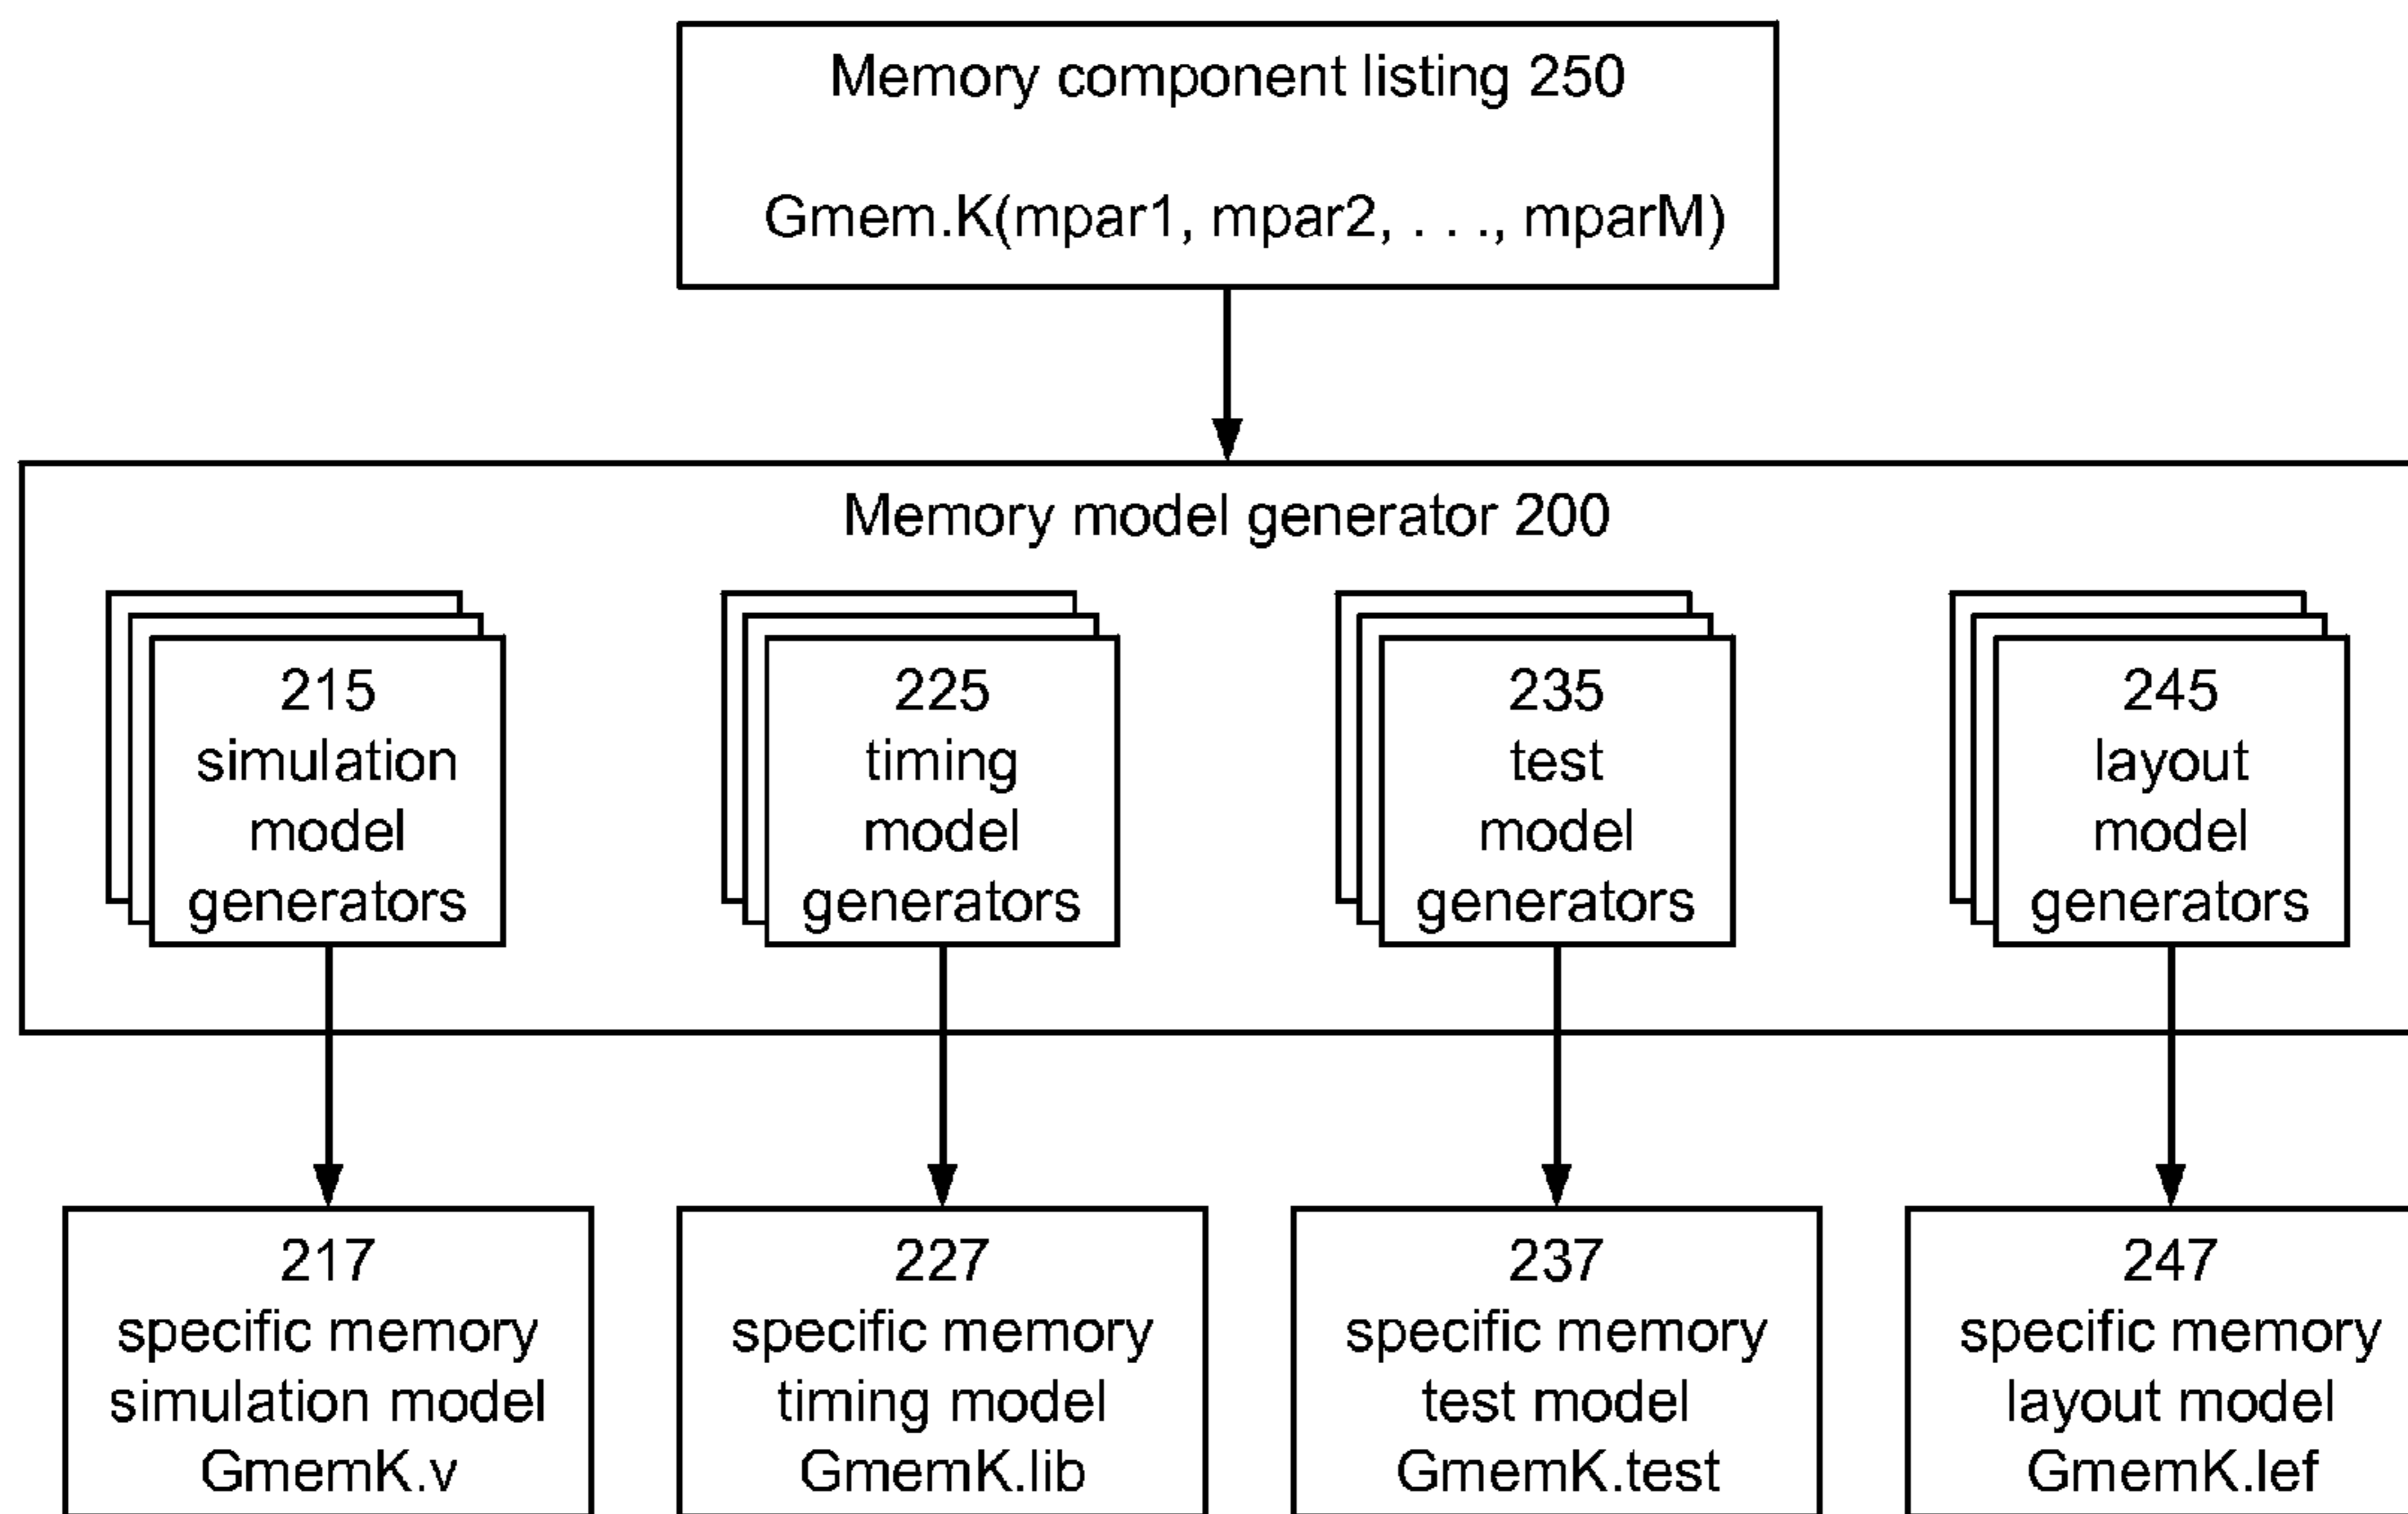 Memory component listing 250
Gmem.K(mpar1, mpar2, . . ., mparM)
Memory model generator 200
215
simulation
model
generators
225
timing
model
generators
235
test
model
generators
245
layout
model
generators
217
specific memory
simulation model
GmemK.v
227
specific memory
timing model
GmemK.lib
237
specific memory
test model
GmemK.test
247
specific memory
layout model
GmemK.lef